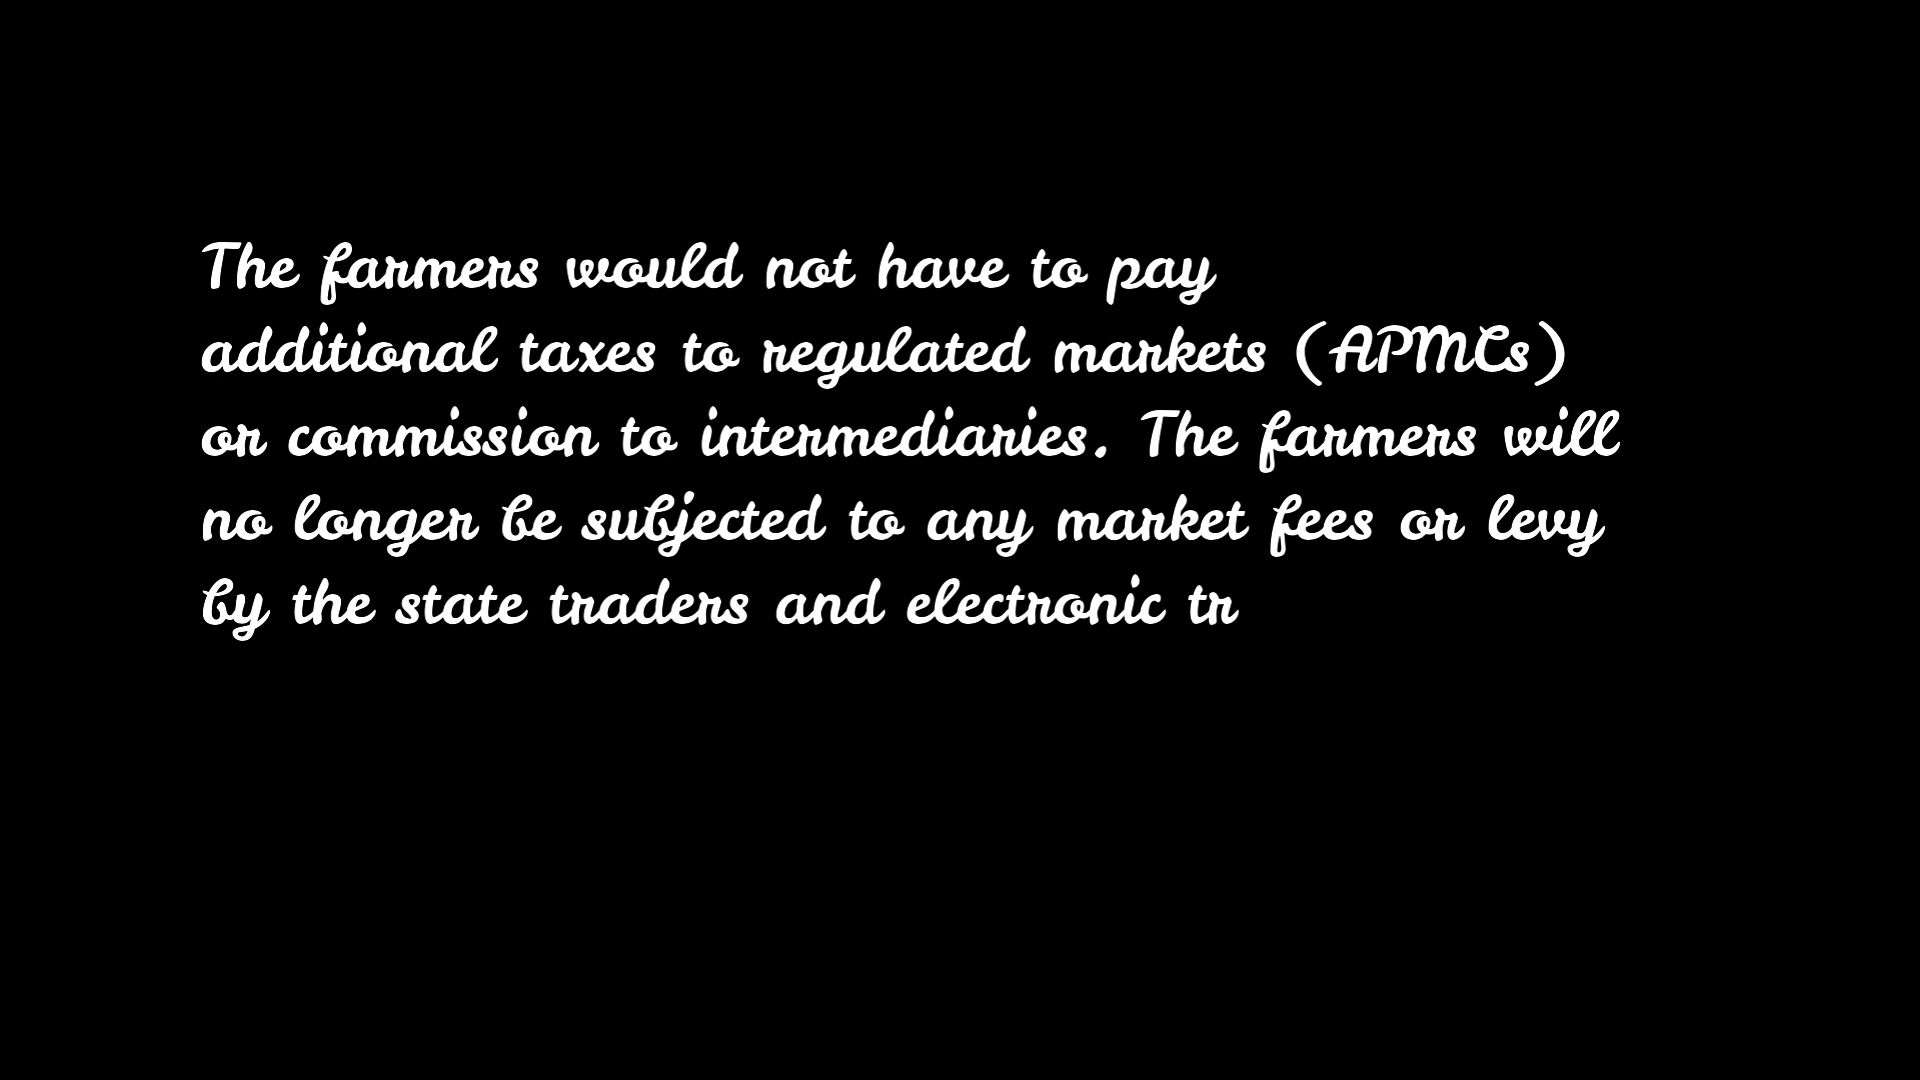 The farmers would not have to pay
additional taxes to regulated markets (APMCs)
or commission to intermediaries. The farmers will
no longer be subjected to any market fees or levy
by the state traders and electronic tr